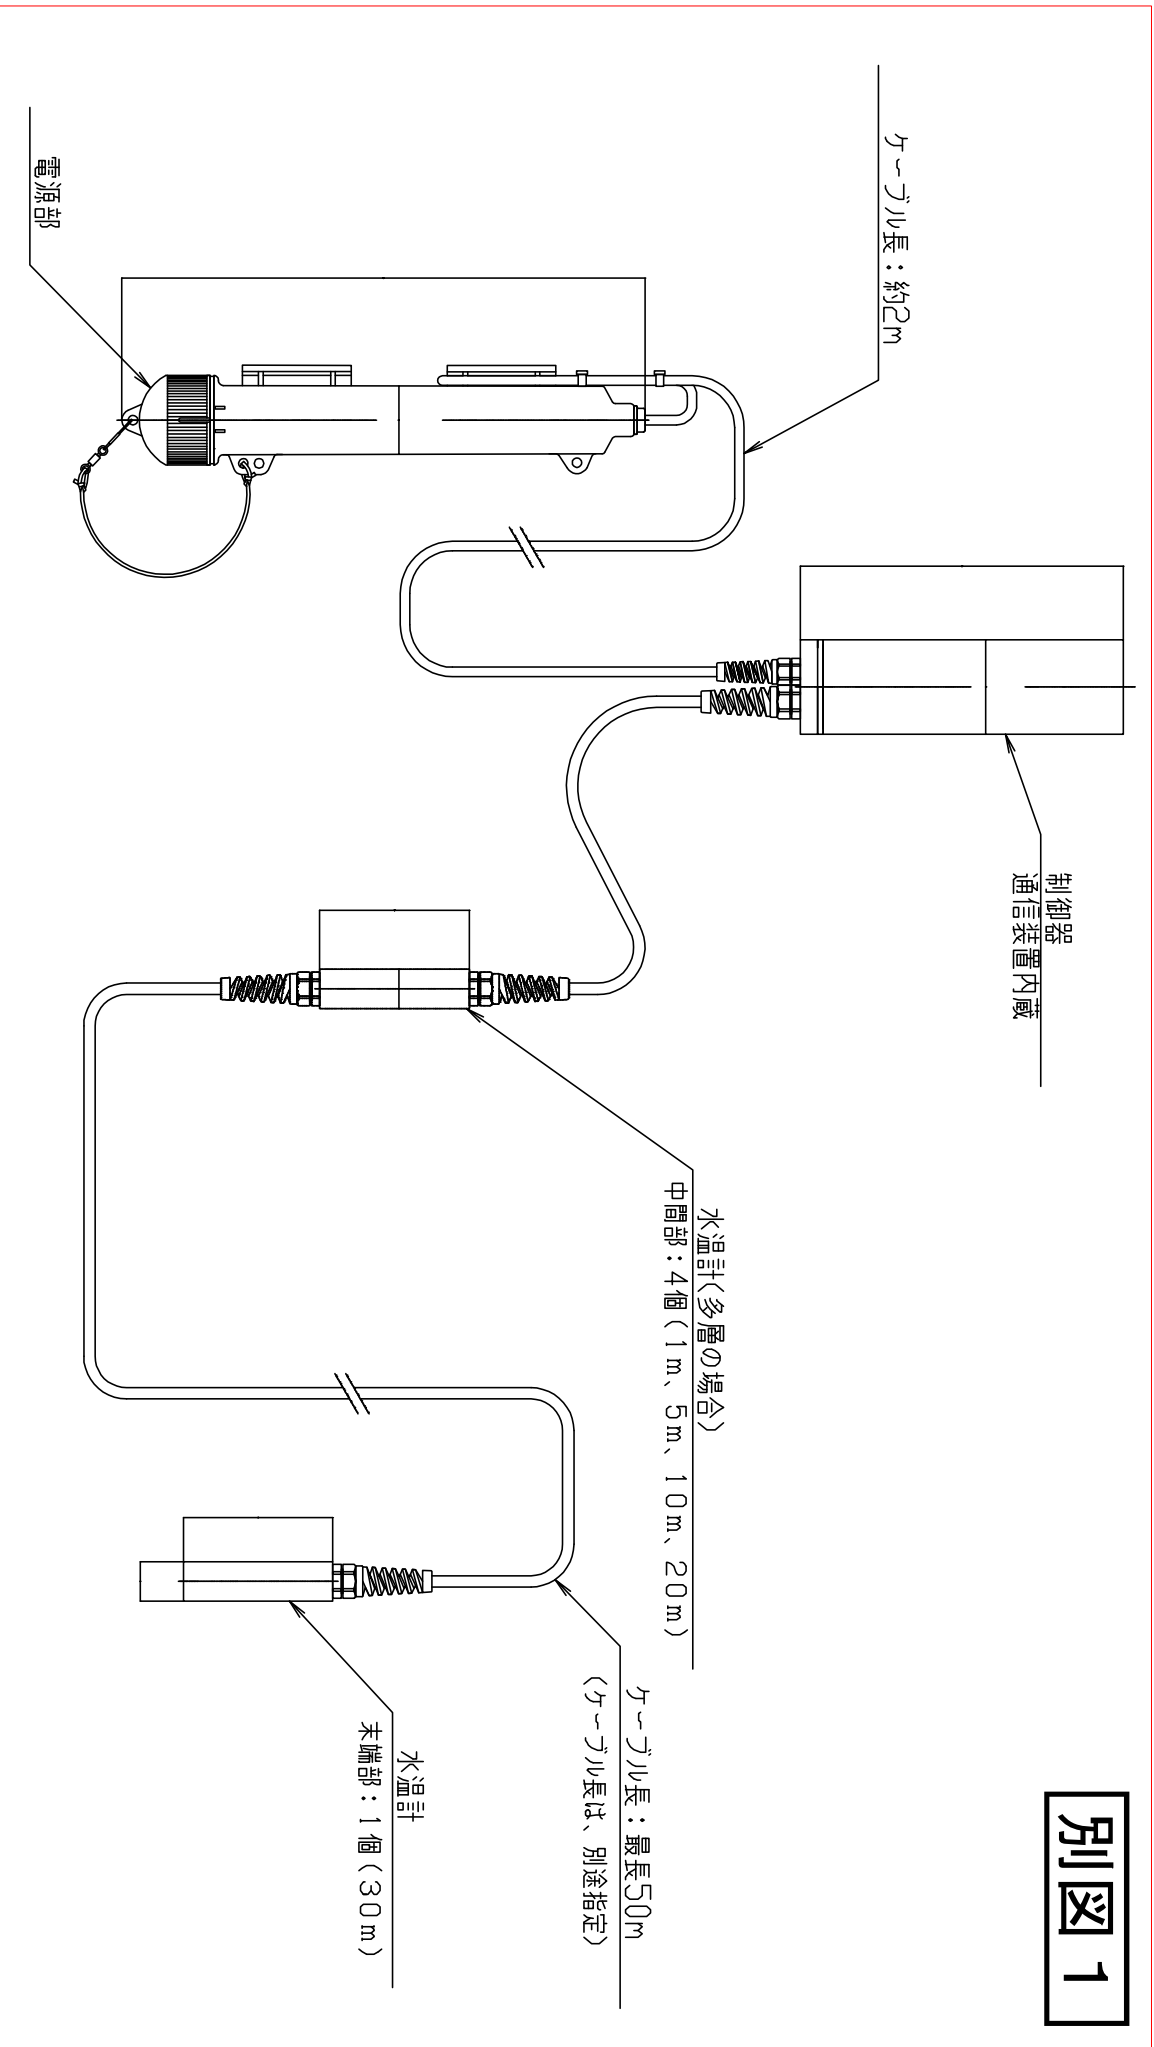 別図1
ケーブル長：約2m
電源部
制御器
通信装置内蔵
水温計(多層の場合)
中間部：4個(1m、5m、10m、20m)
ケーブル長：最長50m
(ケーブル長は、別途指定)
水温計
末端部：1個(30m)